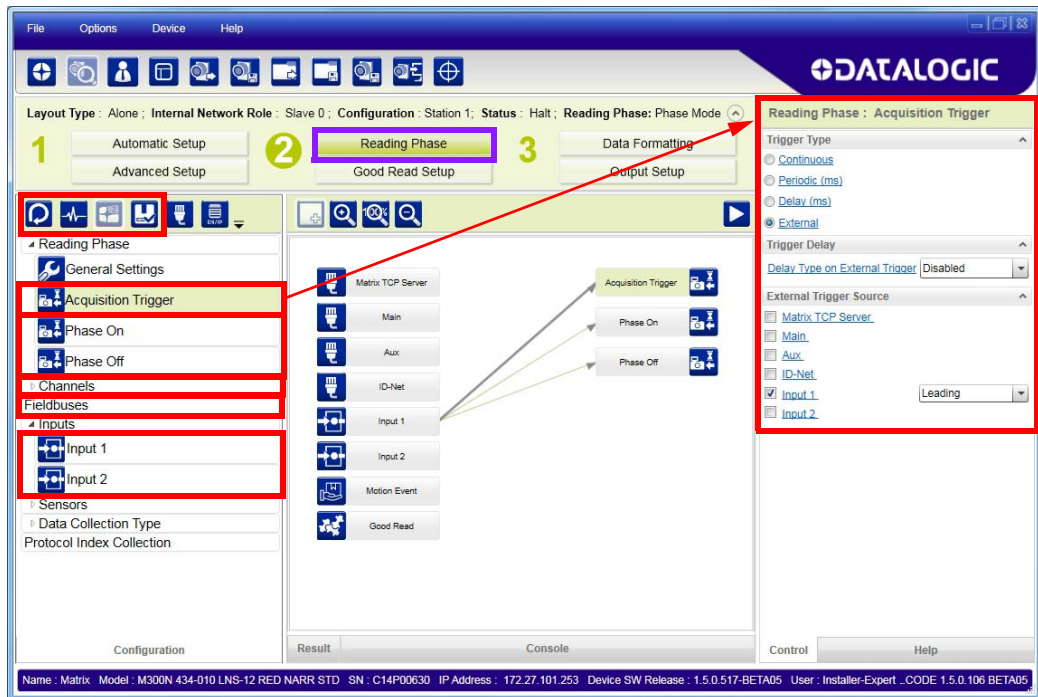 File Options Device Help
DATALOGIC
Layout Type : Alone ; Internal Network Role : Slave 0 ; Configuration : Station 1; Status : Halt ; Reading Phase: Phase Mode
1
Automatic Setup
Advanced Setup
2
Reading Phase
Good Read Setup
3
Data Formatting
Output Setup
Reading Phase
General Settings
Acquisition Trigger
Phase On
Phase Off
Channels
Fieldbuses
Inputs
Input 1
Input 2
Sensors
Data Collection Type
Protocol Index Collection
Configuration
100%
Matrix TCP Server
Main
Aux
ID-Net
Input 1
Input 2
Motion Event
Good Read
Acquisition Trigger
Phase On
Phase Off
Result Console
Reading Phase : Acquisition Trigger
Trigger Type
Continuous
Periodic (ms)
Delay (ms)
External
Trigger Delay
Delay Type on External Trigger Disabled
External Trigger Source
Matrix TCP Server
Main
Aux
ID-Net
Input 1 Leading
Input 2
Control Help
Name : Matrix Model : M300N 434-010 LNS-12 RED NARR STD SN : C14P00630 IP Address : 172.27.101.253 Device SW Release : 1.5.0.517-BETA05 User : Installer-Expert ..CODE 1.5.0.106 BETA05